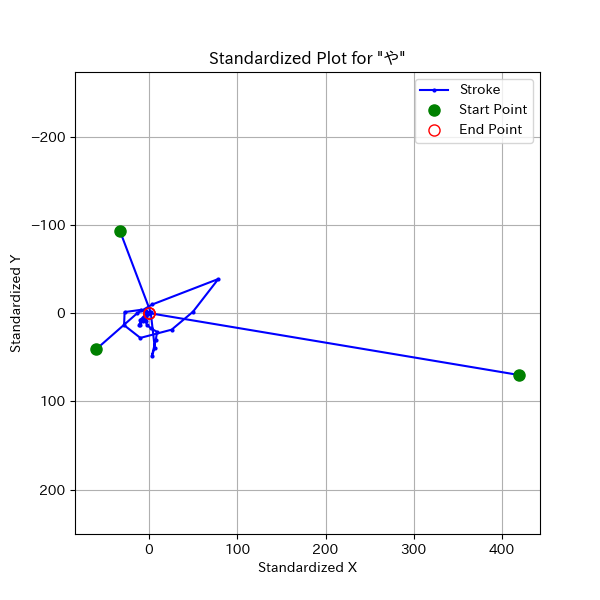 Standardized Plot for "や"
Stroke
Start Point
End Point
−200
−100
0
100
200
Standardized Y
0 100 200 300 400
Standardized X